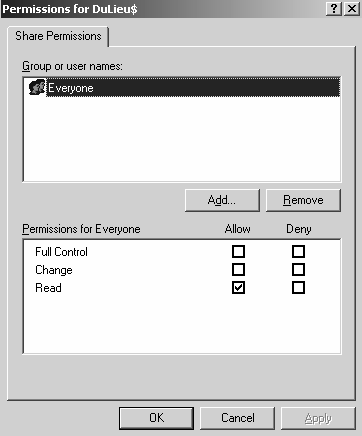 Permissions for DuLieu$
Share Permissions
Group or user names:
Everyone
Add... Remove
Permissions for Everyone Allow Deny
Full Control
Change
Read
OK Cancel Apply